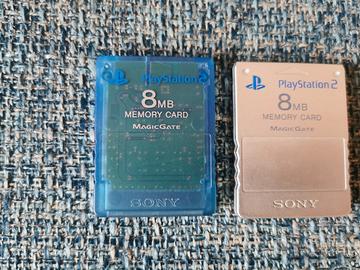 PlayStation 2
8MB
MEMORY CARD
MAGICGATE
SONY
PlayStation 2
8MB
MEMORY CARD
MAGICGATE
SONY